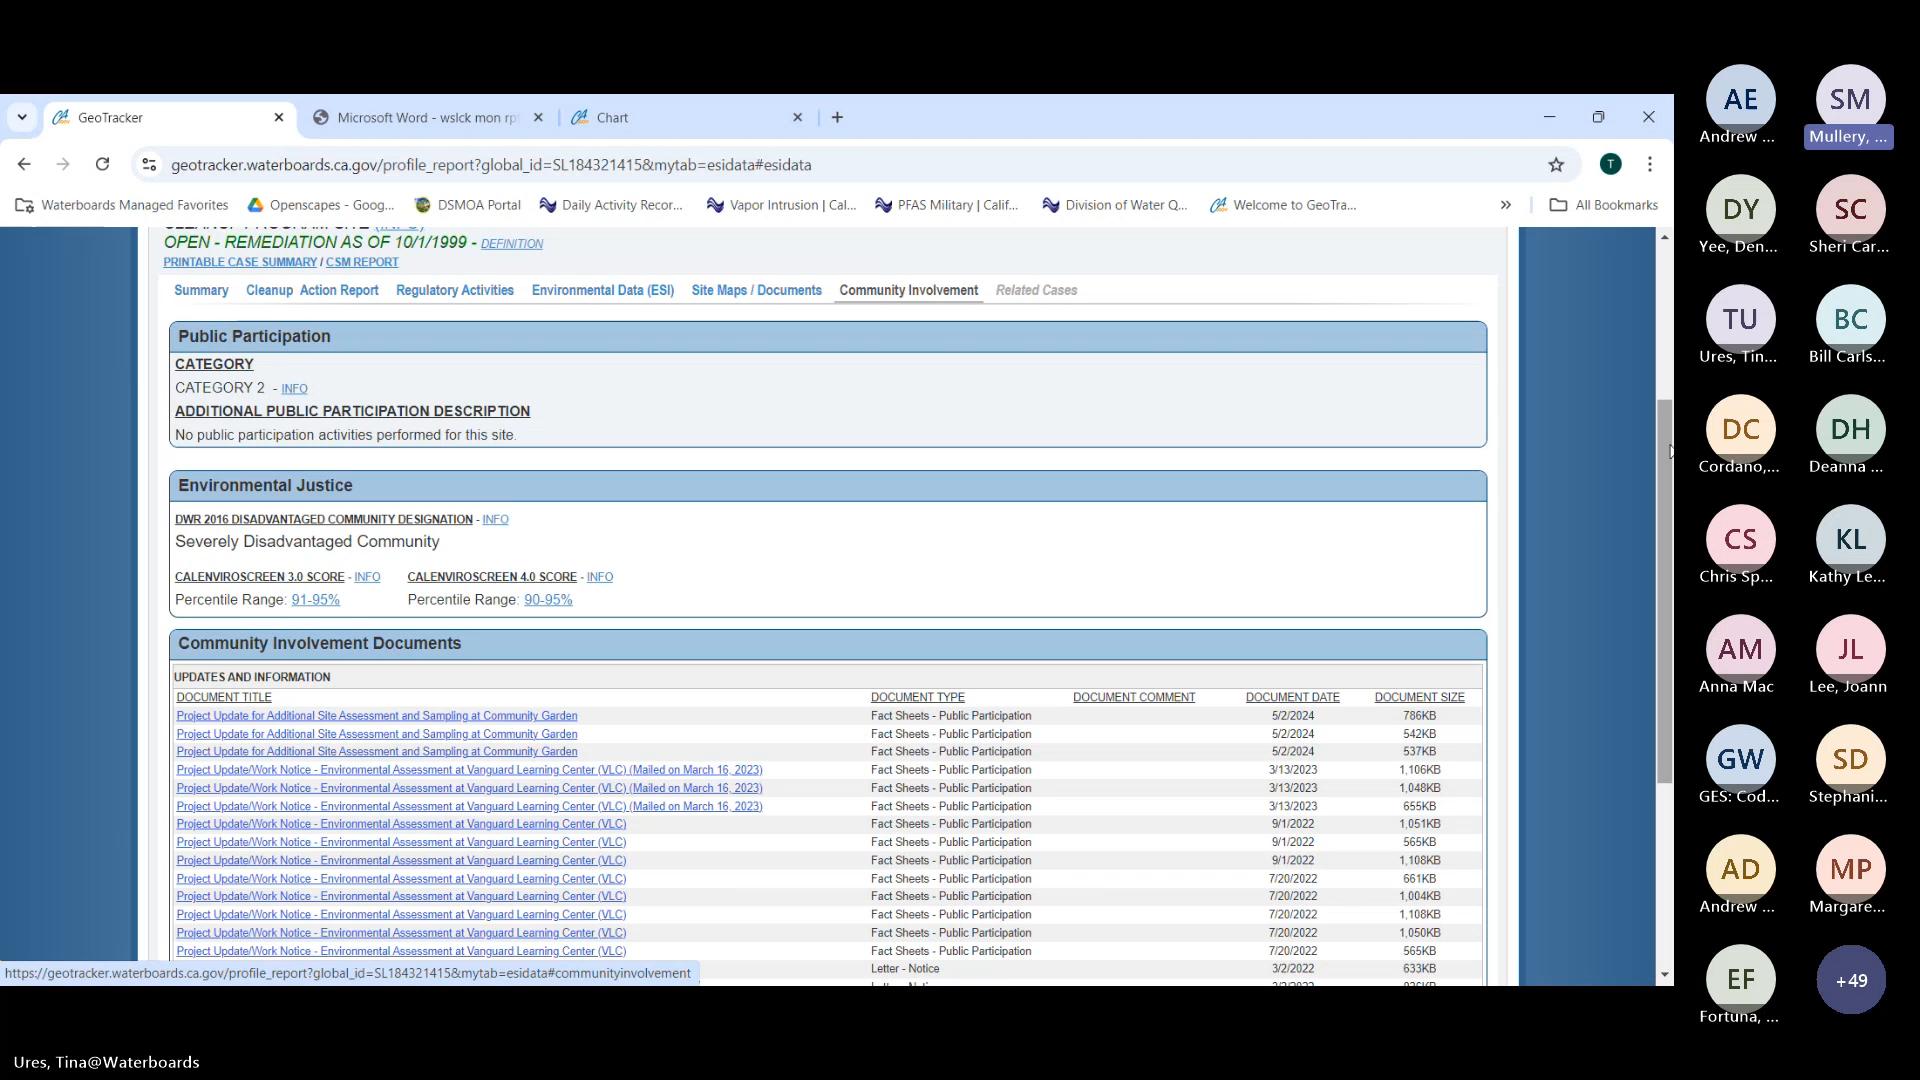 GeoTracker
Microsoft Word - wslck mon rp
Chart
geotracker.waterboards.ca.gov/profile_report?global_id=SL184321415&mytab=esidata#esidata
T
Waterboards Managed Favorites
Openscapes - Goog...
DSMOA Portal
Daily Activity Recor...
Vapor Intrusion | Cal...
PFAS Military | Calif...
Division of Water Q...
Welcome to GeoTra...
All Bookmarks
OPEN - REMEDIATION AS OF 10/1/1999 - DEFINITION
PRINTABLE CASE SUMMARY / CSM REPORT
Summary Cleanup Action Report Regulatory Activities Environmental Data (ESI) Site Maps / Documents Community Involvement Related Cases
Public Participation
CATEGORY
CATEGORY 2 - INFO
ADDITIONAL PUBLIC PARTICIPATION DESCRIPTION
No public participation activities performed for this site.
Environmental Justice
DWR 2016 DISADVANTAGED COMMUNITY DESIGNATION - INFO
Severely Disadvantaged Community
CALENVIROSCREEN 3.0 SCORE - INFO CALENVIROSCREEN 4.0 SCORE - INFO
Percentile Range: 91-95% Percentile Range: 90-95%
Community Involvement Documents
UPDATES AND INFORMATION
DOCUMENT TITLE DOCUMENT TYPE DOCUMENT COMMENT DOCUMENT DATE DOCUMENT SIZE
Project Update for Additional Site Assessment and Sampling at Community Garden Fact Sheets - Public Participation 5/2/2024 786KB
Project Update for Additional Site Assessment and Sampling at Community Garden Fact Sheets - Public Participation 5/2/2024 542KB
Project Update for Additional Site Assessment and Sampling at Community Garden Fact Sheets - Public Participation 5/2/2024 537KB
Project Update/Work Notice - Environmental Assessment at Vanguard Learning Center (VLC) (Mailed on March 16, 2023) Fact Sheets - Public Participation 3/13/2023 1,106KB
Project Update/Work Notice - Environmental Assessment at Vanguard Learning Center (VLC) (Mailed on March 16, 2023) Fact Sheets - Public Participation 3/13/2023 1,048KB
Project Update/Work Notice - Environmental Assessment at Vanguard Learning Center (VLC) (Mailed on March 16, 2023) Fact Sheets - Public Participation 3/13/2023 655KB
Project Update/Work Notice - Environmental Assessment at Vanguard Learning Center (VLC) Fact Sheets - Public Participation 9/1/2022 1,051KB
Project Update/Work Notice - Environmental Assessment at Vanguard Learning Center (VLC) Fact Sheets - Public Participation 9/1/2022 565KB
Project Update/Work Notice - Environmental Assessment at Vanguard Learning Center (VLC) Fact Sheets - Public Participation 9/1/2022 1,108KB
Project Update/Work Notice - Environmental Assessment at Vanguard Learning Center (VLC) Fact Sheets - Public Participation 7/20/2022 661KB
Project Update/Work Notice - Environmental Assessment at Vanguard Learning Center (VLC) Fact Sheets - Public Participation 7/20/2022 1,004KB
Project Update/Work Notice - Environmental Assessment at Vanguard Learning Center (VLC) Fact Sheets - Public Participation 7/20/2022 1,108KB
Project Update/Work Notice - Environmental Assessment at Vanguard Learning Center (VLC) Fact Sheets - Public Participation 7/20/2022 1,050KB
Project Update/Work Notice - Environmental Assessment at Vanguard Learning Center (VLC) Fact Sheets - Public Participation 7/20/2022 565KB
Letter - Notice 3/2/2022 633KB
https://geotracker.waterboards.ca.gov/profile_report?global_id=SL184321415&mytab=esidata#communityinvolvement
AE SM
Andrew ... Mullery, ...
DY SC
Yee, Den... Sheri Car...
TU BC
Ures, Tin... Bill Carls...
DC DH
Cordano,... Deanna ...
CS KL
Chris Sp... Kathy Le...
AM JL
Anna Mac Lee, Joann
GW SD
GES: Cod... Stephani...
AD MP
Andrew ... Margare...
EF +49
Fortuna, ...
Ures, Tina@Waterboards